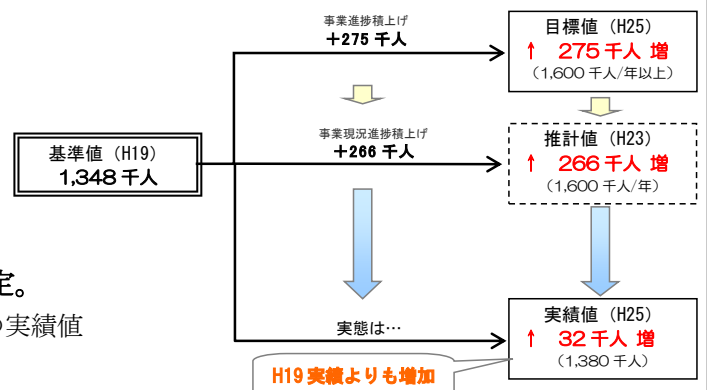 事業進捗積上げ
+275 千人
目標値（H25）
↑ 275 千人 増
（1,600 千人/年以上）
事業現況進捗積上げ
+266 千人
基準値（H19）
1,348 千人
推計値（H23）
↑ 266 千人 増
（1,600 千人/年）
定。
実績値
実態は…
実績値（H25）
↑ 32 千人 増
（1,380 千人）
H19 実績よりも増加